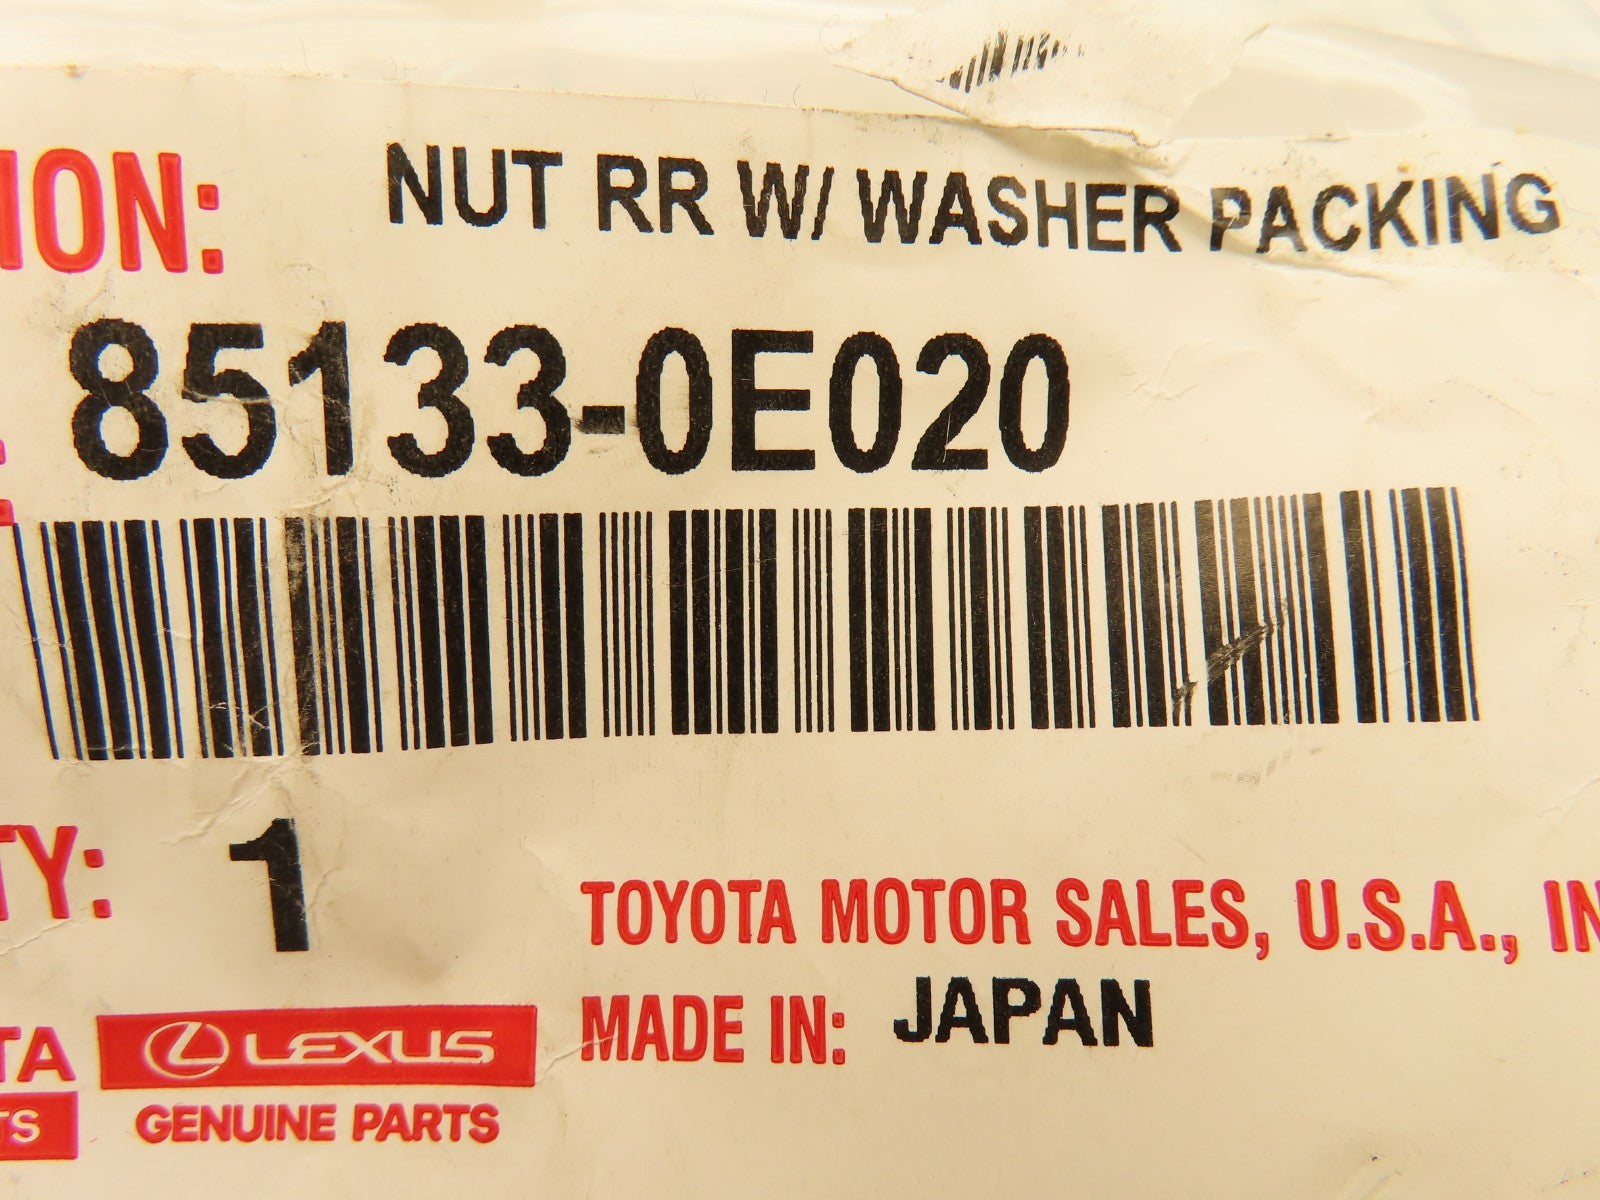 ION:
NUT RR W/ WASHER PACKING
85133-0E020
TY: 1
TOYOTA MOTOR SALES, U.S.A., IN
MADE IN: JAPAN
TA
LEXUS
TS
GENUINE PARTS